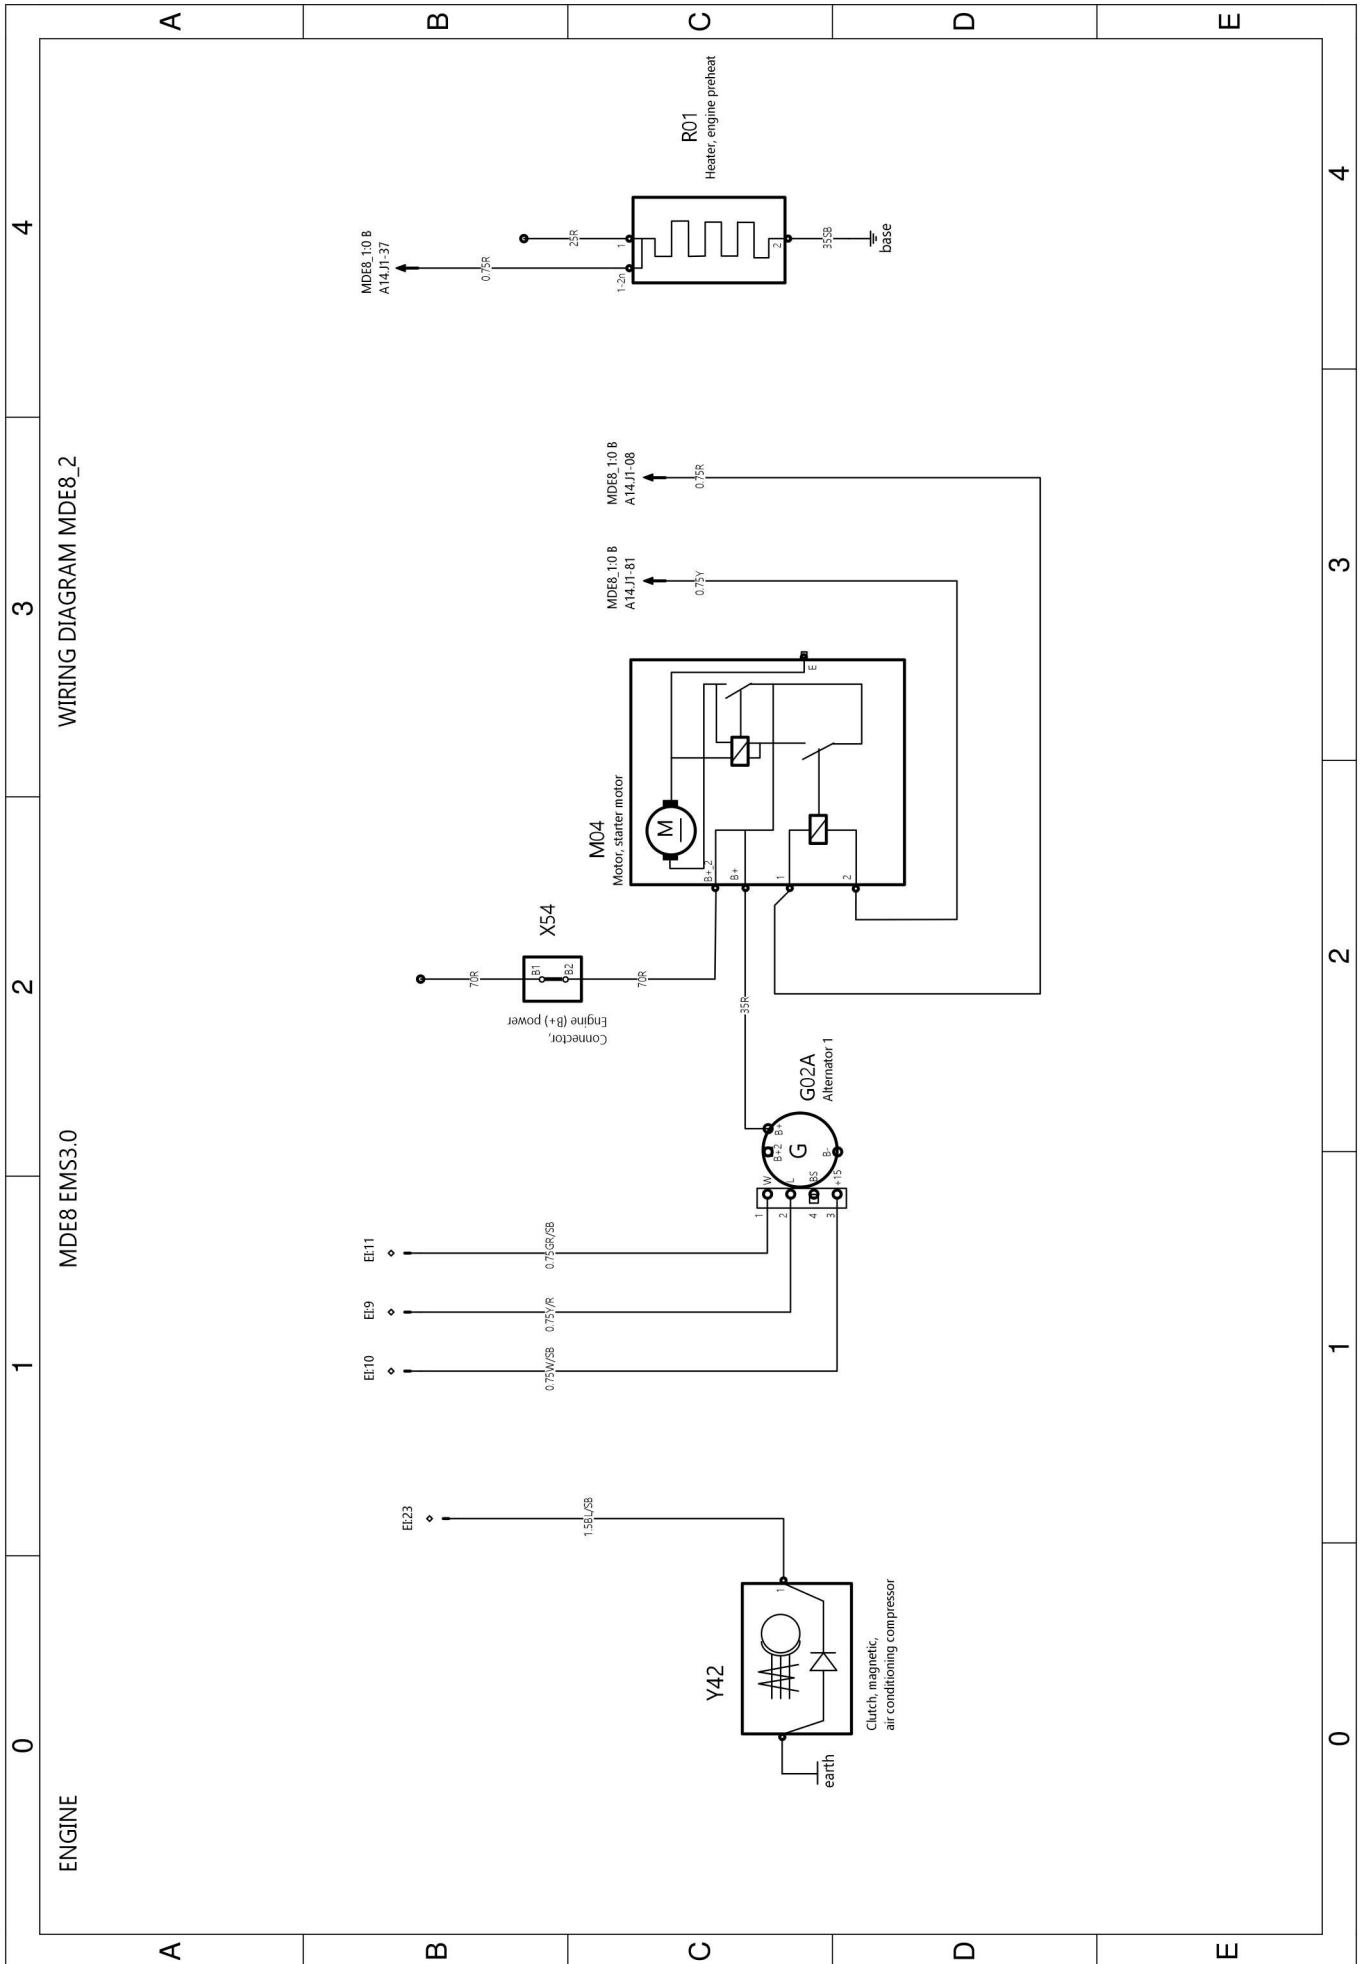 ENGINE
MDE8 EMS3.0
WIRING DIAGRAM MDE8_2
0
1
2
3
4
A
B
C
D
E
A
B
C
D
E
0
1
2
3
4
EI:23
1.5BL/SB
Y42
1
earth
Clutch, magnetic,
air conditioning compressor
EI:10
EI:9
EI:11
0.75W/SB
0.75Y/R
0.75GR/SB
1
2
4
3
W
L
BS
+15
B+2
B+
B-
G
G02A
Alternator 1
35R
Connector,
Engine (B+) power
X54
70R
B1
B2
70R
M04
Motor, starter motor
B+_2
B+
1
2
M
E
MDE8_1:0 B
A14.J1-81
0.75Y
MDE8_1:0 B
A14.J1-08
0.75R
MDE8_1:0 B
A14.J1-37
0.75R
25R
1-2n
1
2
R01
Heater, engine preheat
35SB
base